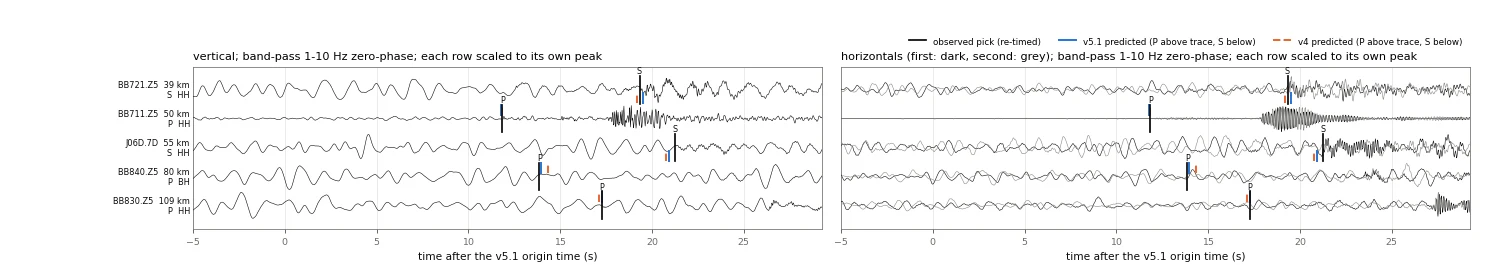 observed pick (re-timed) v5.1 predicted (P above trace, S below) v4 predicted (P above trace, S below)
vertical; band-pass 1-10 Hz zero-phase; each row scaled to its own peak
horizontals (first: dark, second: grey); band-pass 1-10 Hz zero-phase; each row scaled to its own peak
BB721.Z5 39 km
S HH
BB711.Z5 50 km
P HH
J06D.7D 55 km
S HH
BB840.Z5 80 km
P BH
BB830.Z5 109 km
P HH
S
P
S
P
P
S
P
S
P
P
−5 0 5 10 15 20 25
−5 0 5 10 15 20 25
time after the v5.1 origin time (s)
time after the v5.1 origin time (s)